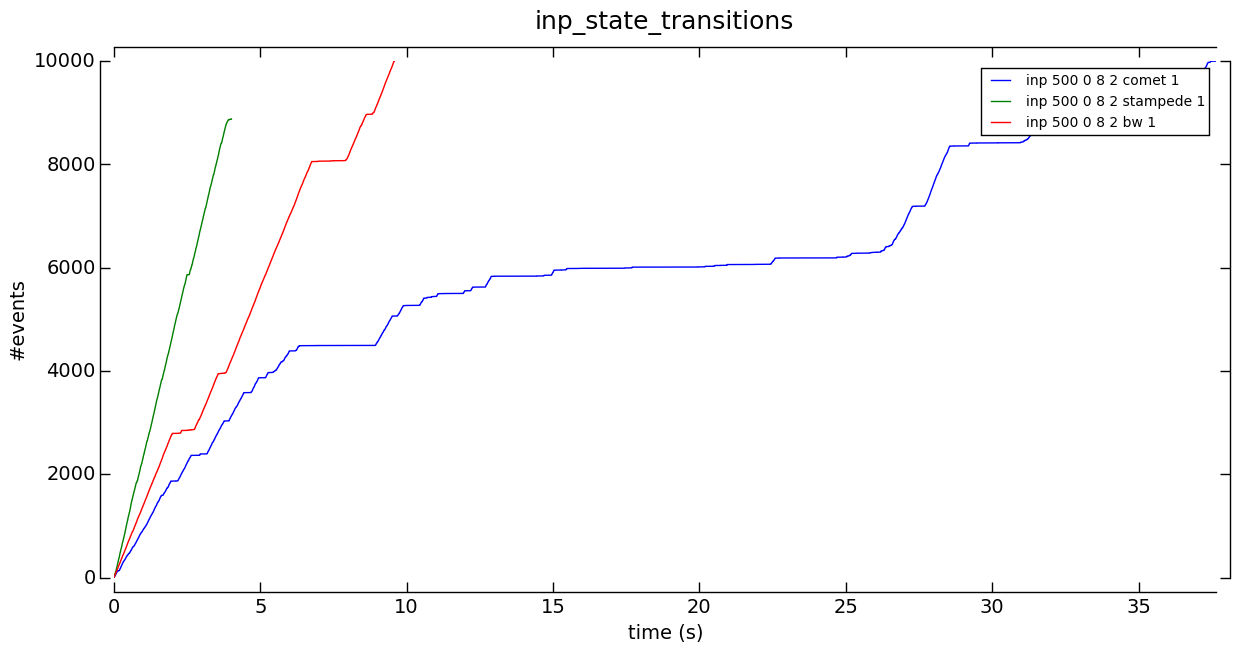 inp_state_transitions
10000
8000
6000
4000
2000
0
#events
inp 500 0 8 2 comet 1
inp 500 0 8 2 stampede 1
inp 500 0 8 2 bw 1
0 5 10 15 20 25 30 35
time (s)